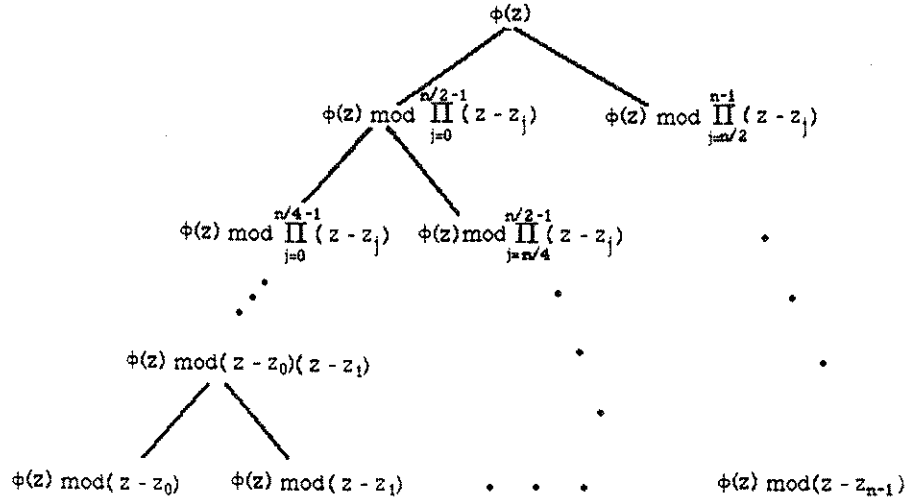 ϕ(z)
ϕ(z) mod ∏_{j=0}^{n/2-1} (z - z_j)    ϕ(z) mod ∏_{j=n/2}^{n-1} (z - z_j)
ϕ(z) mod ∏_{j=0}^{n/4-1} (z - z_j)    ϕ(z) mod ∏_{j=n/4}^{n/2-1} (z - z_j)
ϕ(z) mod(z - z_0)(z - z_1)
ϕ(z) mod(z - z_0)    ϕ(z) mod(z - z_1)    . . .    ϕ(z) mod(z - z_{n-1})